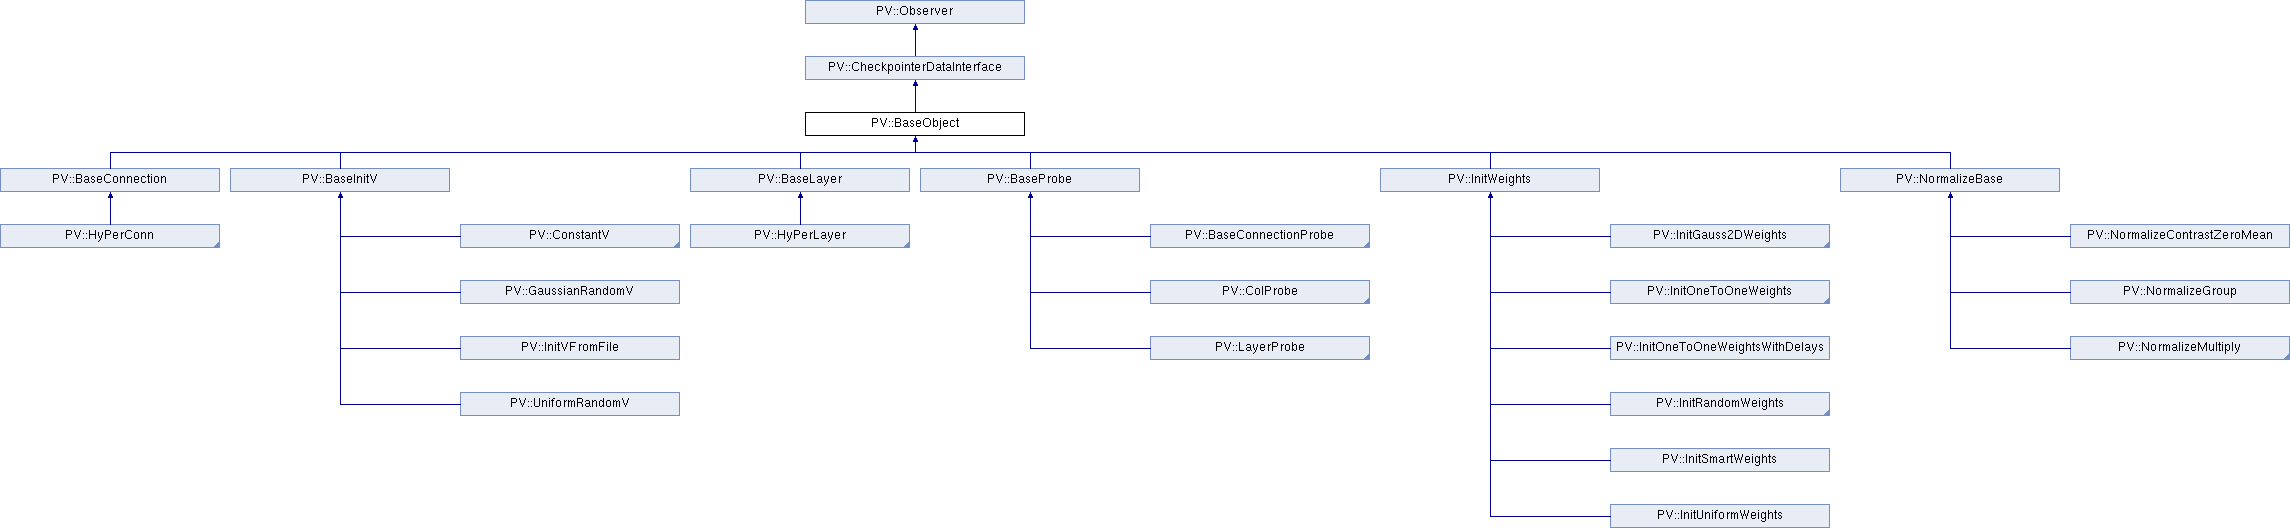 PV::Observer
PV::CheckpointerDataInterface
PV::BaseObject
PV::BaseConnection
PV::BaseInitV
PV::BaseLayer
PV::BaseProbe
PV::InitWeights
PV::NormalizeBase
PV::HyPerConn
PV::ConstantV
PV::HyPerLayer
PV::BaseConnectionProbe
PV::InitGauss2DWeights
PV::NormalizeContrastZeroMean
PV::GaussianRandomV
PV::ColProbe
PV::InitOneToOneWeights
PV::NormalizeGroup
PV::InitVFromFile
PV::LayerProbe
PV::InitOneToOneWeightsWithDelays
PV::NormalizeMultiply
PV::UniformRandomV
PV::InitRandomWeights
PV::InitSmartWeights
PV::InitUniformWeights